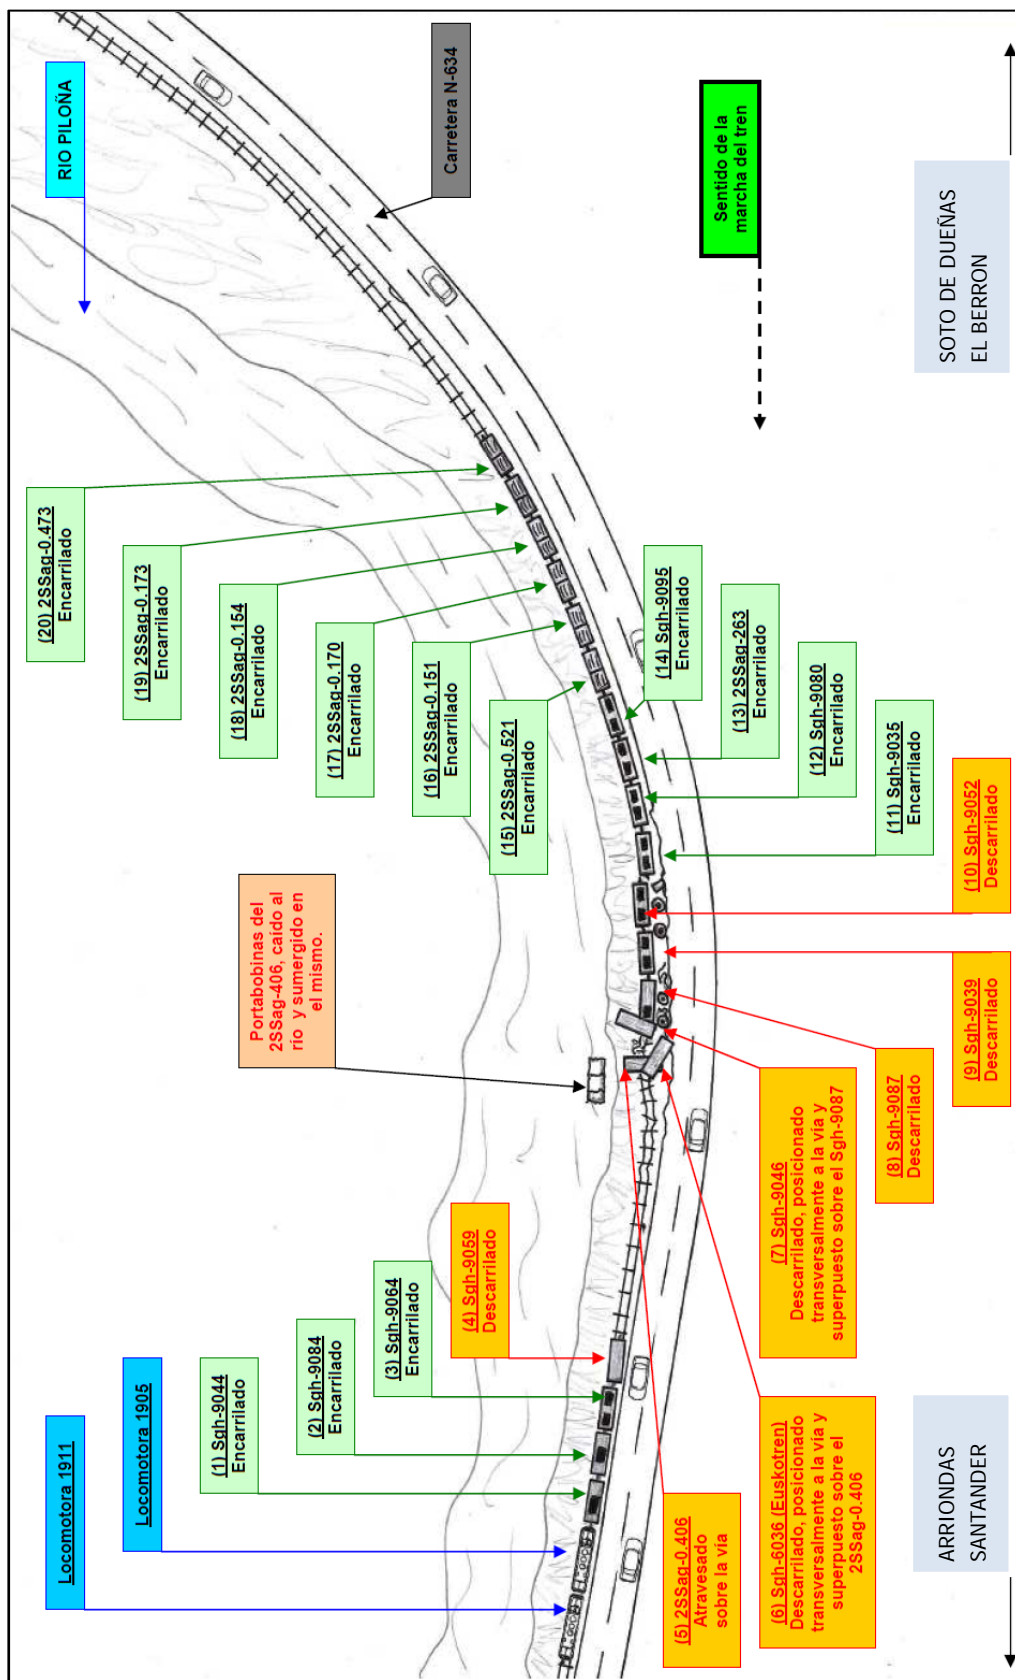 Locomotora 1911
Locomotora 1905
(1) Sgh-9044
Encarrilado
(2) Sgh-9084
Encarrilado
(3) Sgh-9064
Encarrilado
(4) Sgh-9059
Descarrilado
(5) 2SSag-0.406
Atravesado
sobre la vía
(6) Sgh-6036 (Euskotren)
Descarrilado, posicionado
transversalmente a la vía y
superpuesto sobre el
2SSag-0.406
(7) Sgh-9046
Descarrilado, posicionado
transversalmente a la vía y
superpuesto sobre el Sgh-9087
(8) Sgh-9087
Descarrilado
(9) Sgh-9039
Descarrilado
(10) Sgh-9052
Descarrilado
(11) Sgh-9035
Encarrilado
(12) Sgh-9080
Encarrilado
(13) 2SSag-263
Encarrilado
(14) Sgh-9095
Encarrilado
(15) 2SSag-0.521
Encarrilado
(16) 2SSag-0.151
Encarrilado
(17) 2SSag-0.170
Encarrilado
(18) 2SSag-0.154
Encarrilado
(19) 2SSag-0.173
Encarrilado
(20) 2SSag-0.473
Encarrilado
Portabobinas del
2SSag-406, caído al
río y sumergido en
el mismo.
RIO PILOÑA
Carretera N-634
Sentido de la
marcha del tren
SOTO DE DUEÑAS
EL BERRON
ARRIONDAS
SANTANDER